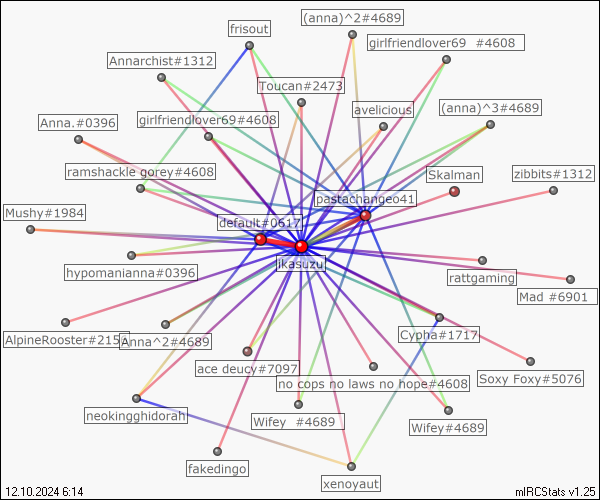 (anna)^2#4689
frisout
girlfriendlover69 #4608
Annarchist#1312
Toucan#2473
avelicious
(anna)^3#4689
Anna.#0396
girlfriendlover69#4608
ramshackle gorey#4608
Skalman
zibbits#1312
pastachangeo41
Mushy#1984
default#0617
jkasuzu
hypomanianna#0396
rattgaming
Mad #6901
AlpineRooster#215
Anna^2#4689
Cypha#1717
ace deucy#7097
no cops no laws no hope#4608
Soxy Foxy#5076
neokingghidorah
Wifey #4689
Wifey#4689
fakedingo
xenoyaut
12.10.2024 6:14
mIRCStats v1.25